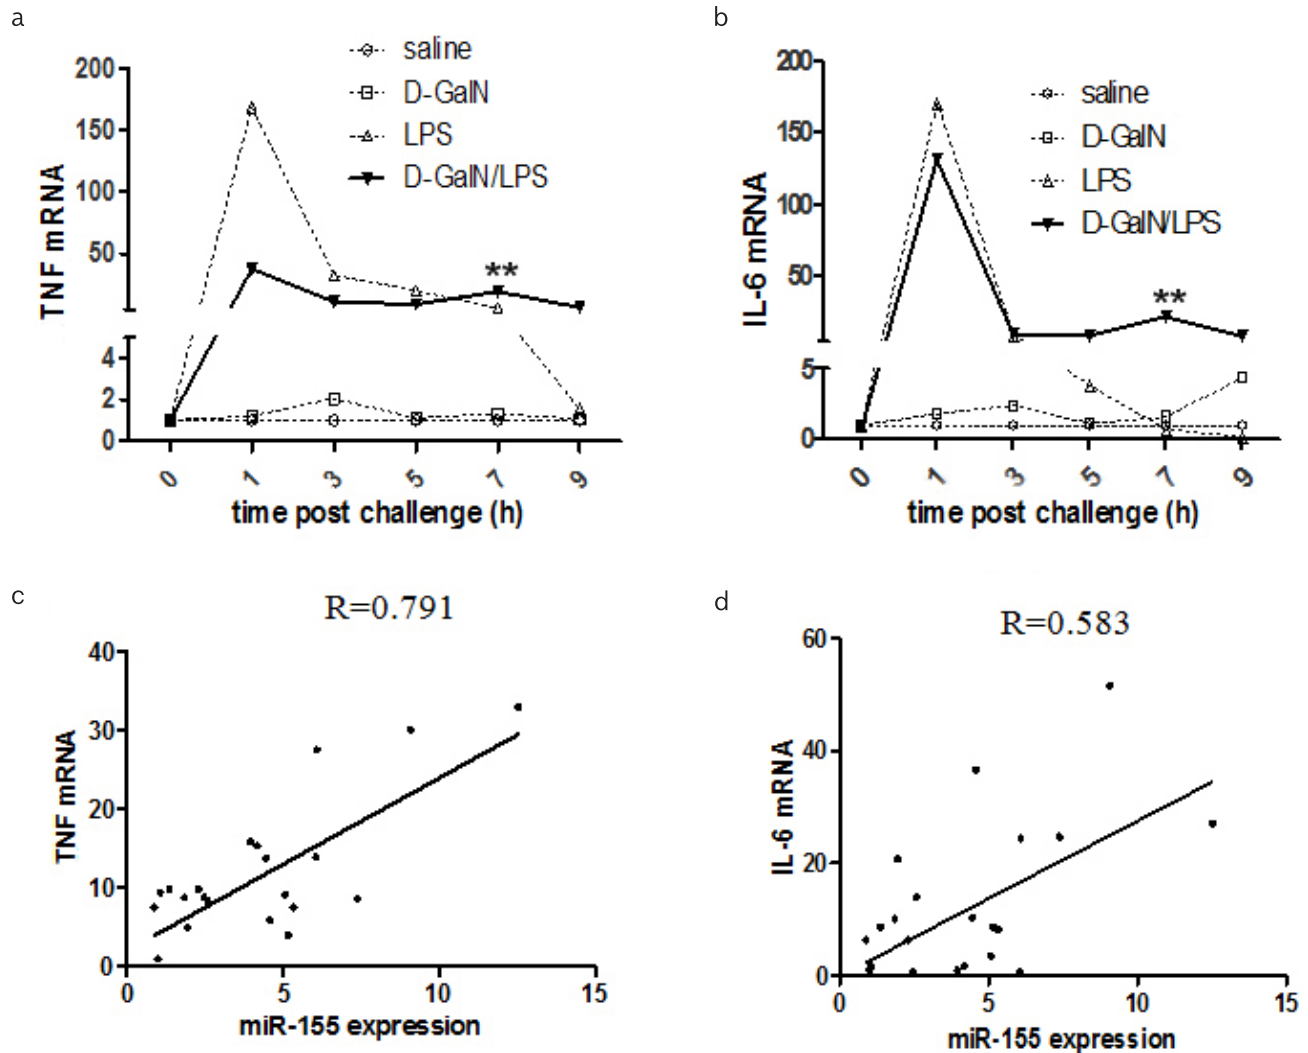 a
saline
D-GalN
LPS
D-GalN/LPS
200
150
100
50
4
2
0
TNF mRNA
**
0 1 3 5 7 9
time post challenge (h)
b
saline
D-GalN
LPS
D-GalN/LPS
200
150
100
50
5
0
IL-6 mRNA
**
0 1 3 5 7 9
time post challenge (h)
c
R=0.791
40
30
20
10
0
TNF mRNA
0 5 10 15
miR-155 expression
d
R=0.583
60
40
20
0
IL-6 mRNA
0 5 10 15
miR-155 expression